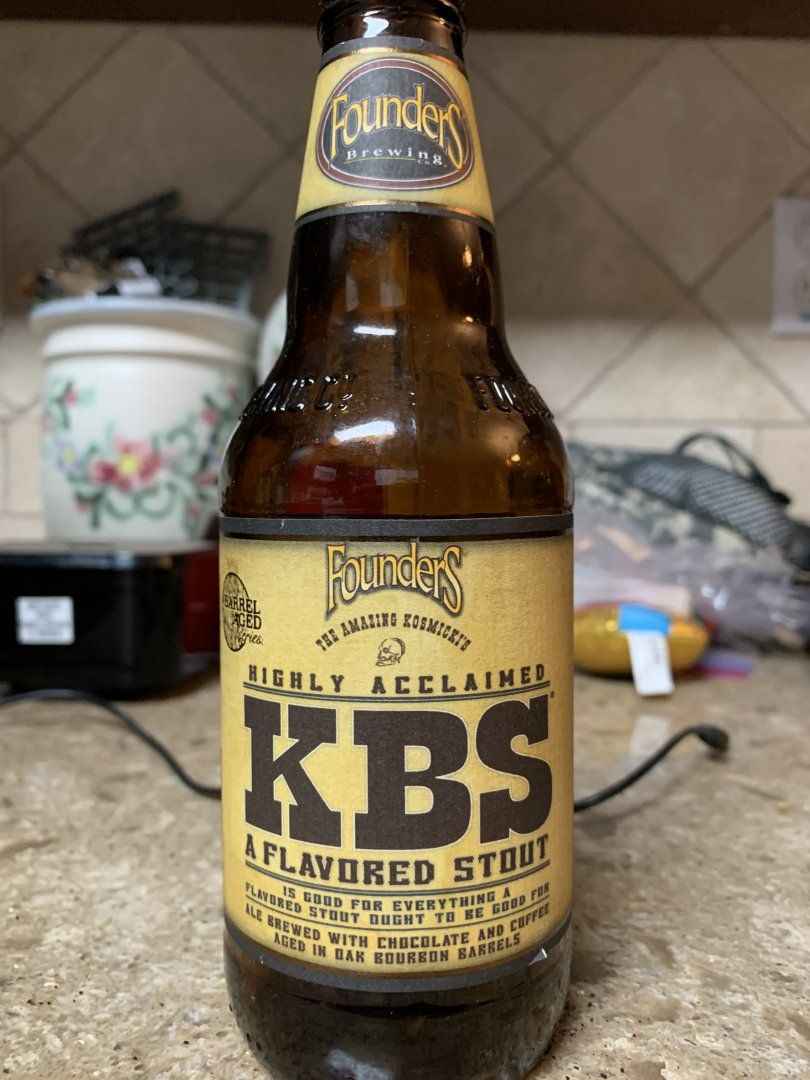 Founders
Brewing
Co.
Founders
BARREL
AGED
THE AMAZING KOSMICKI'S
HIGHLY ACCLAIMED
KBS®
A FLAVORED STOUT
IS GOOD FOR EVERYTHING A
FLAVORED STOUT OUGHT TO BE GOOD FOR
ALE BREWED WITH CHOCOLATE AND COFFEE
AGED IN OAK BOURBON BARRELS